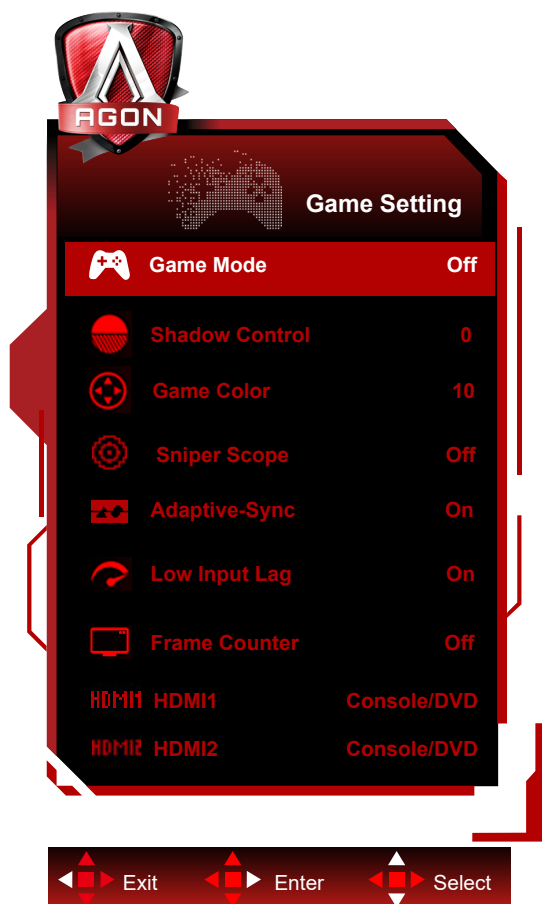 AGON
Game Setting
Game Mode Off
Shadow Control 0
Game Color 10
Sniper Scope Off
Adaptive-Sync On
Low Input Lag On
Frame Counter Off
HDMI1 HDMI1 Console/DVD
HDMI2 HDMI2 Console/DVD
Exit Enter Select